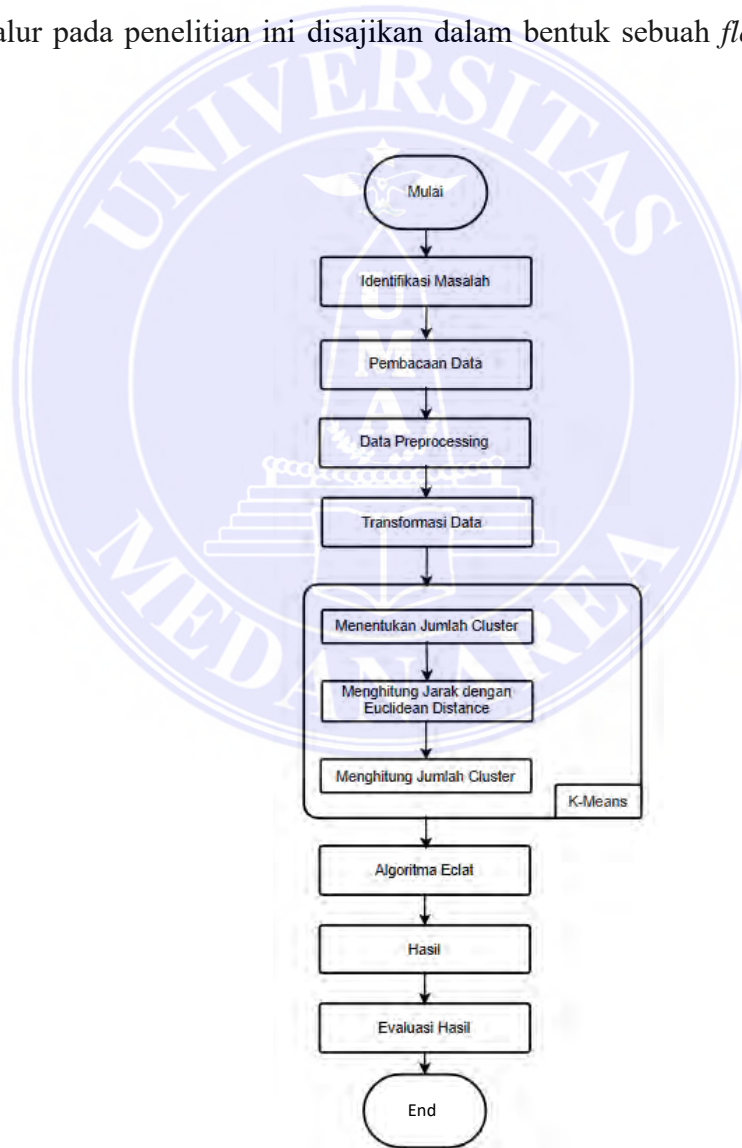 alur pada penelitian ini disajikan dalam bentuk sebuah
UNIVERSITAS
Mulai
Identifikasi Masalah
U
Pembacaan Data
M
A
Data Preprocessing
Transformasi Data
MEDAN AREA
Menentukan Jumlah Cluster
Menghitung Jarak dengan
Euclidean Distance
Menghitung Jumlah Cluster
K-Means
Algoritma Eclat
Hasil
Evaluasi Hasil
End